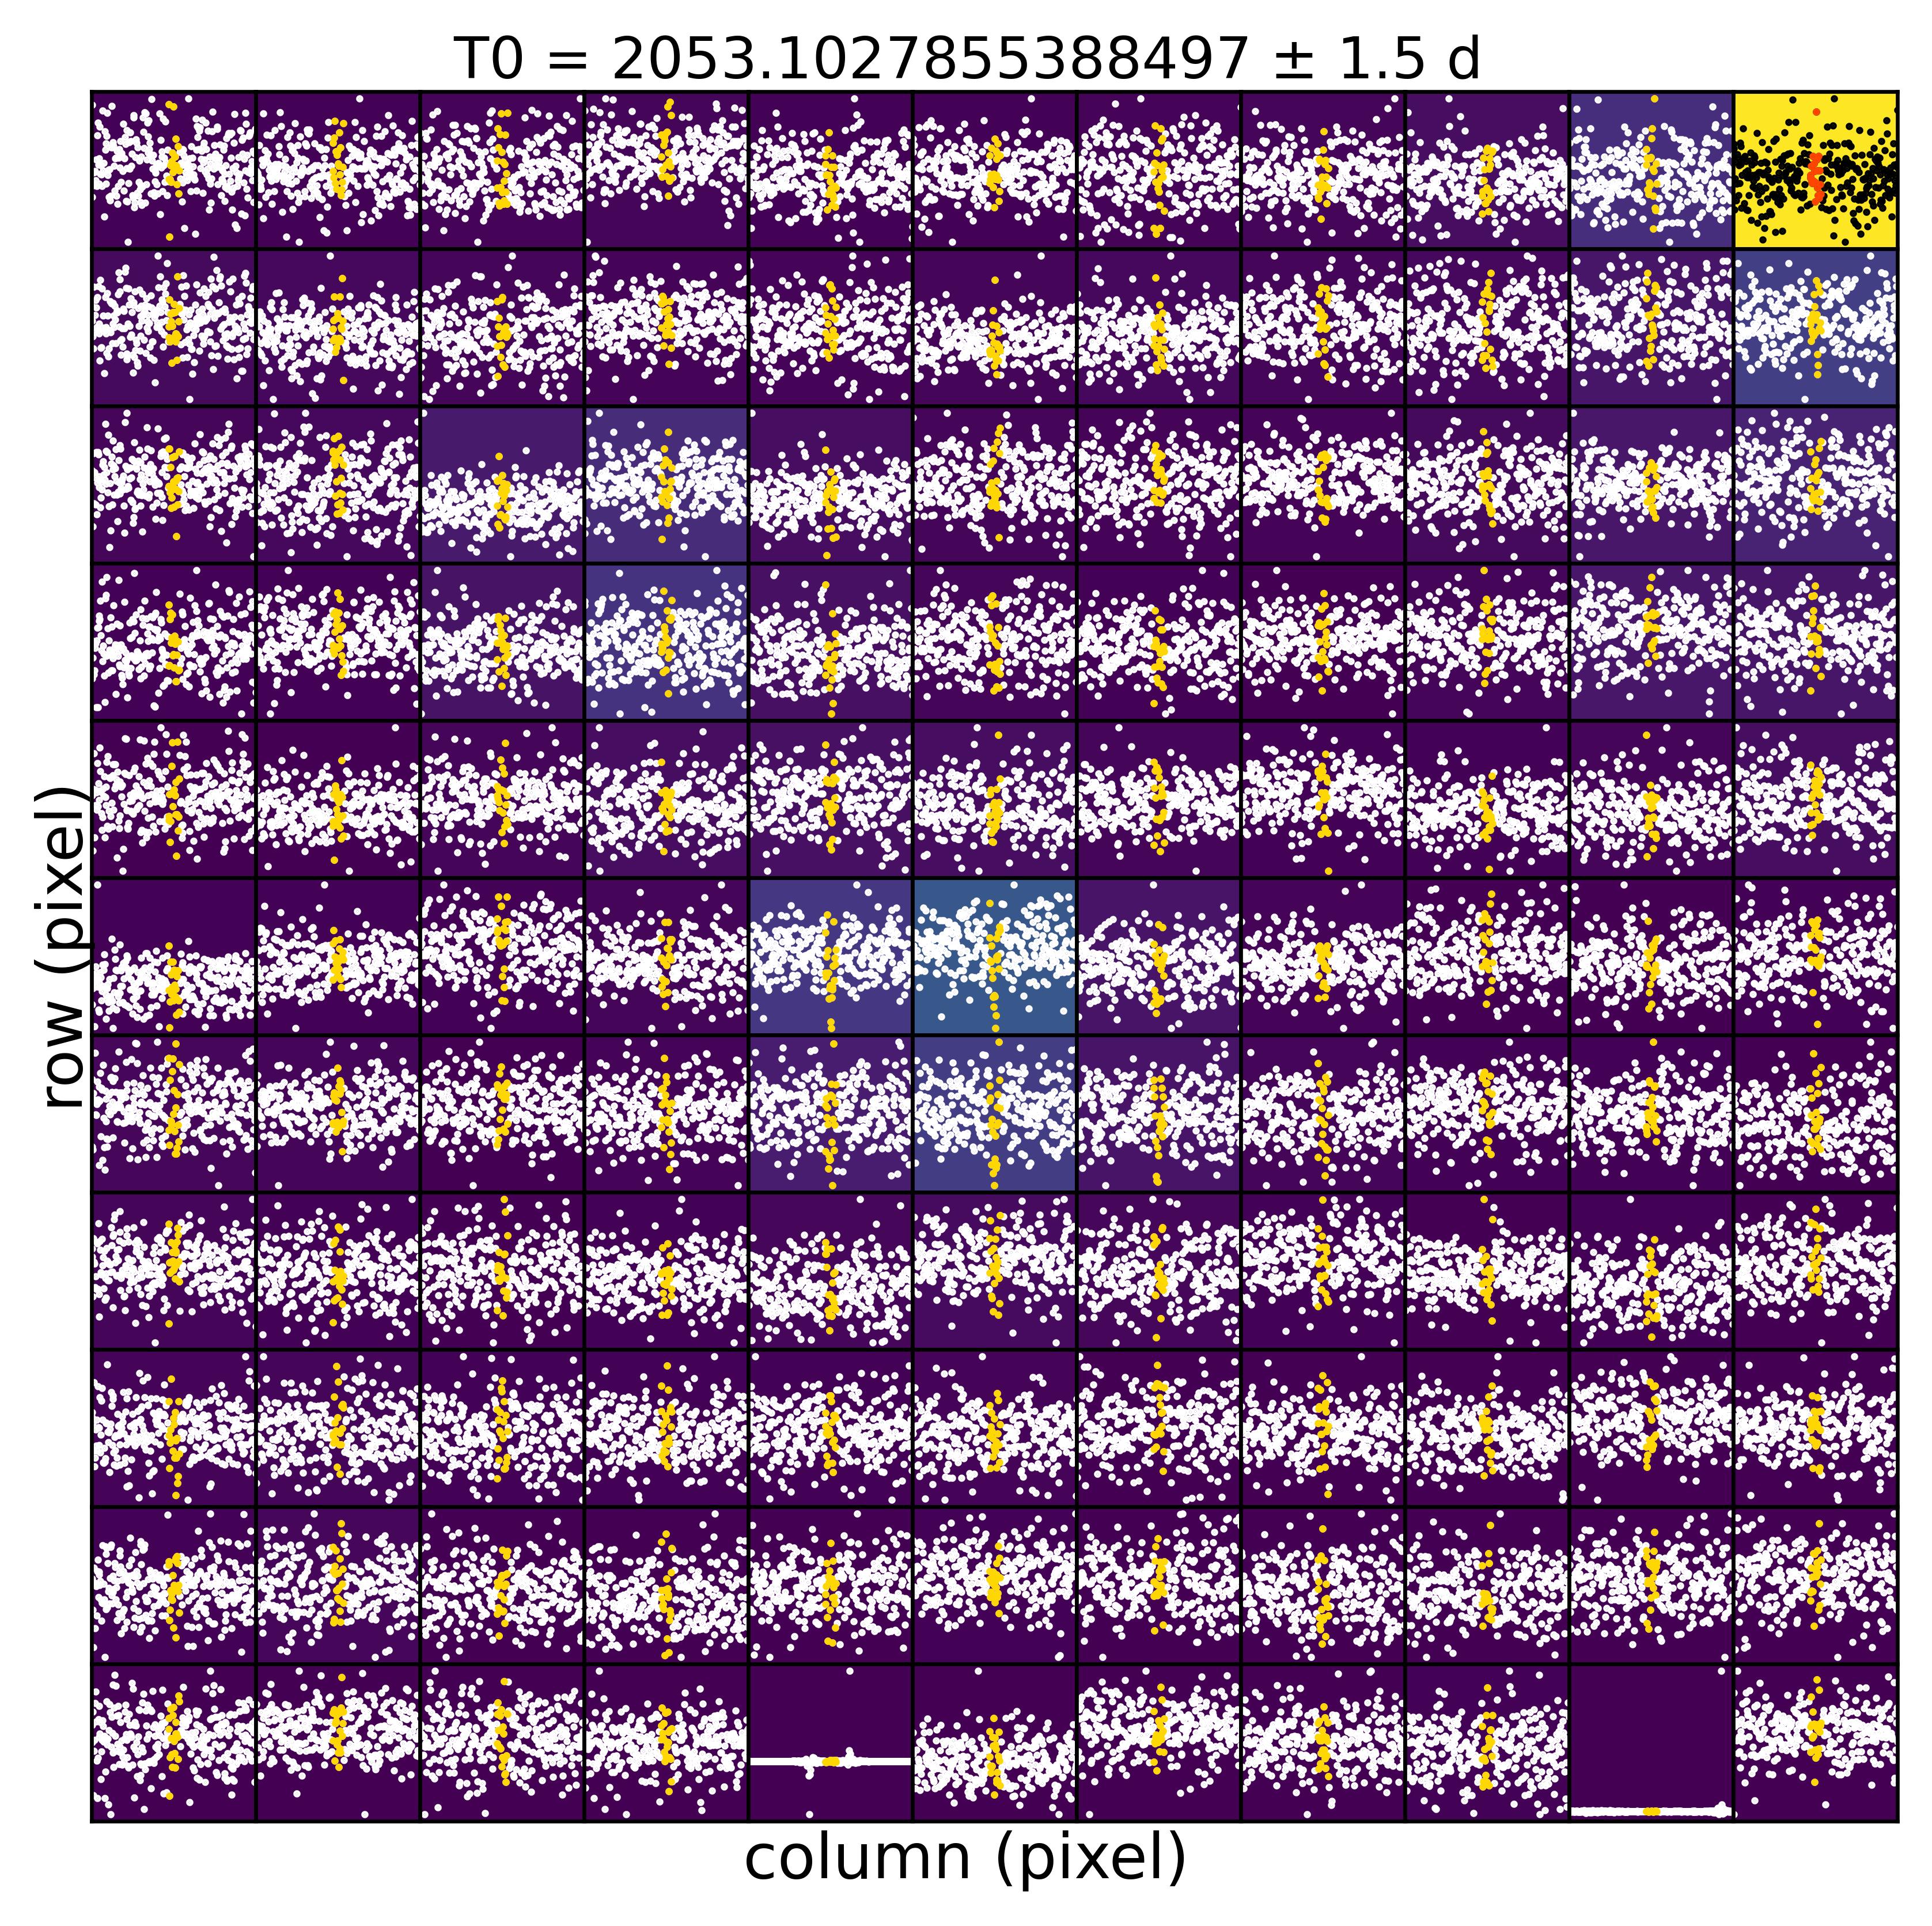 T0 = 2053.1027855388497 ± 1.5 d
row (pixel)
column (pixel)